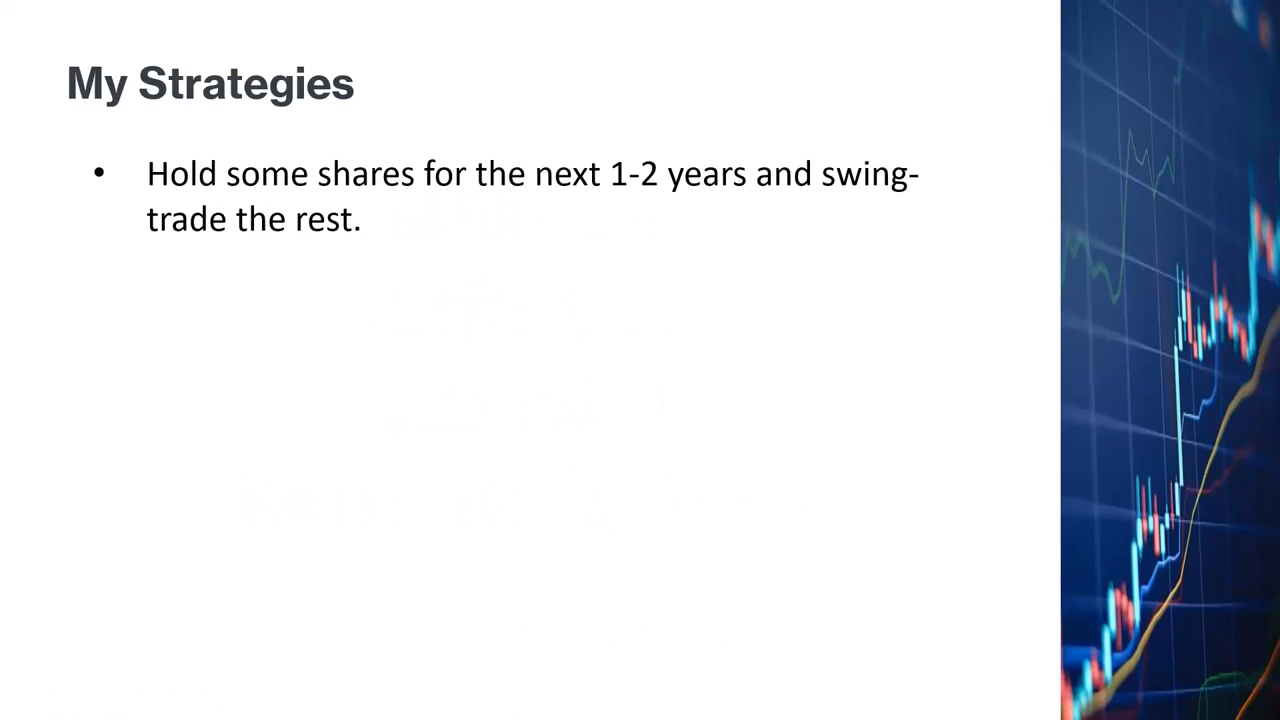 My Strategies
• Hold some shares for the next 1-2 years and swing-
trade the rest.